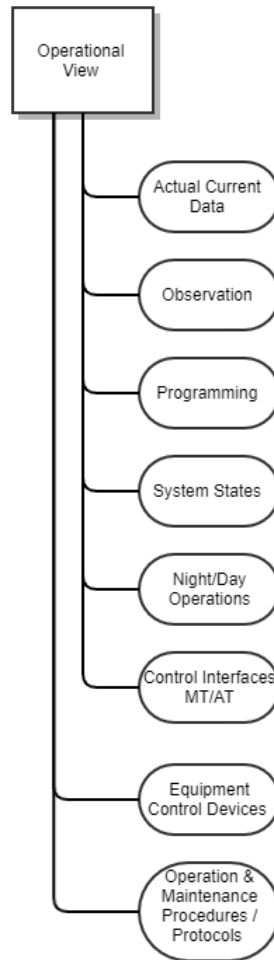 Operational
View
Actual Current
Data
Observation
Programming
System States
Night/Day
Operations
Control Interfaces
MT/AT
Equipment
Control Devices
Operation &
Maintenance
Procedures /
Protocols